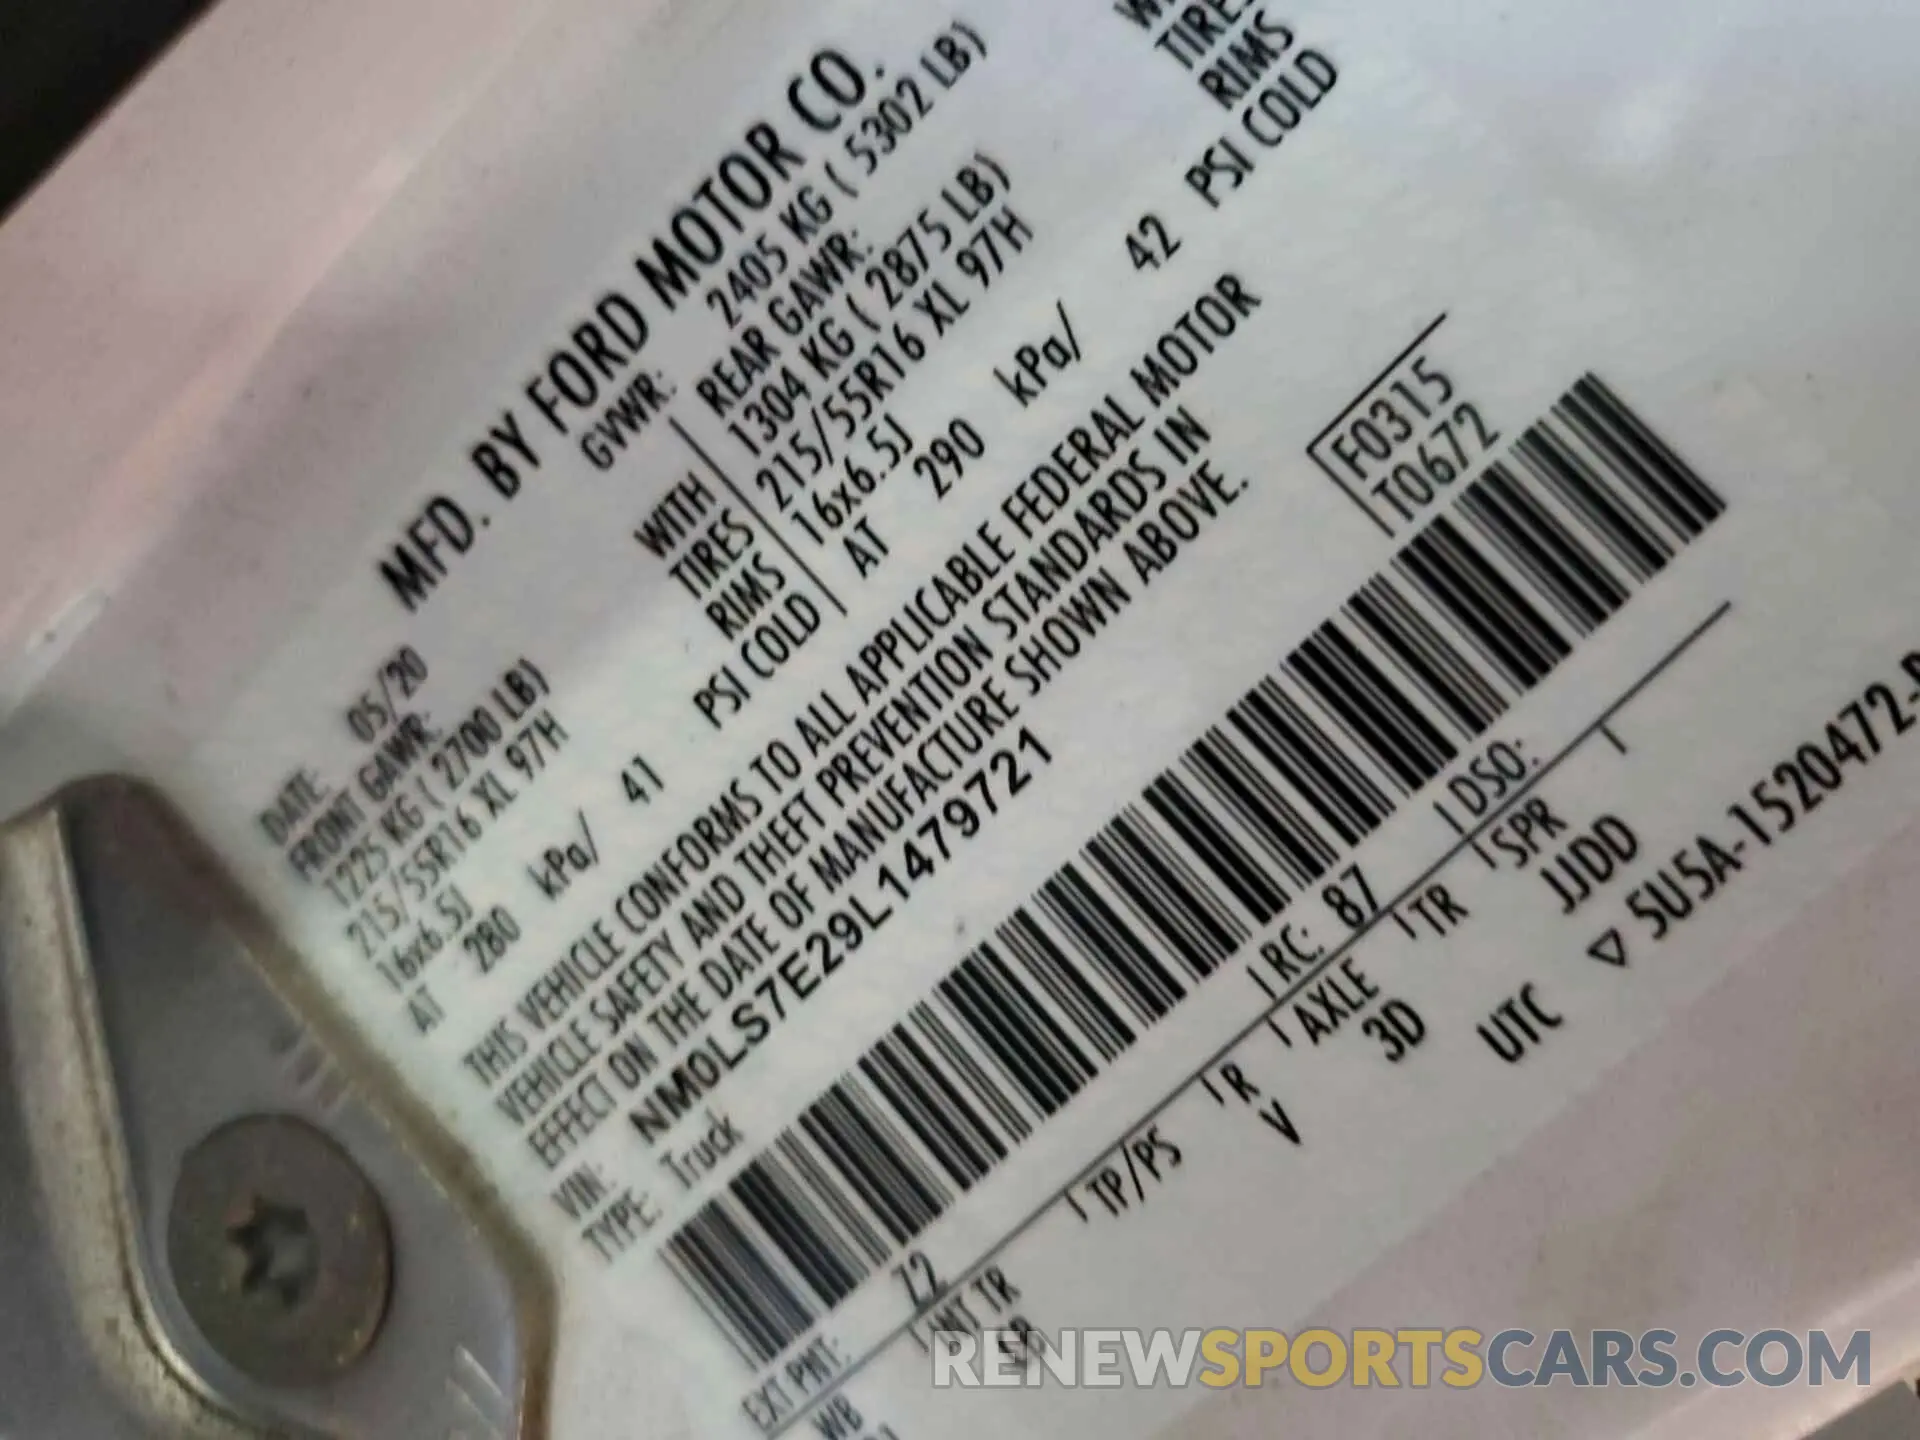 MFD. BY FORD MOTOR CO.
DATE: 05/20 GVWR: 2405 KG ( 5302 LB)
FRONT GAWR: REAR GAWR:
1225 KG ( 2700 LB) WITH 1304 KG ( 2875 LB)
215/55R16 XL 97H TIRES 215/55R16 XL 97H TIRES
16x6.5J RIMS 16x6.5J RIMS
AT 280 kPa/ 41 PSI COLD AT 290 kPa/ 42 PSI COLD
THIS VEHICLE CONFORMS TO ALL APPLICABLE FEDERAL MOTOR
VEHICLE SAFETY AND THEFT PREVENTION STANDARDS IN
EFFECT ON THE DATE OF MANUFACTURE SHOWN ABOVE.
VIN: NM0LS7E29L1479721 F0315
TYPE: Truck T0672
EXT PNT: Z2 RC: 87 DSO:
WB INT TR TP/PS R AXLE TR SPR
V 3D JJDD
UTC ▽ 5U5A-1520472-
RENEWSPORTSCARS.COM